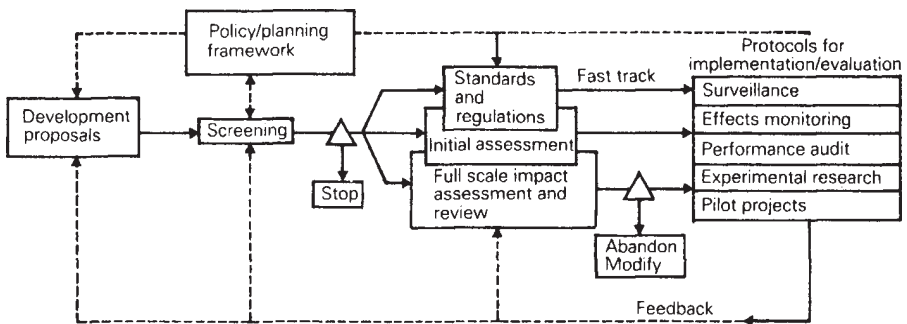 Policy/planning
framework
Protocols for
implementation/evaluation
Development
proposals
Screening
Stop
Standards
and
regulations
Fast track
Initial assessment
Full scale impact
assessment and
review
Abandon
Modify
Surveillance
Effects monitoring
Performance audit
Experimental research
Pilot projects
Feedback